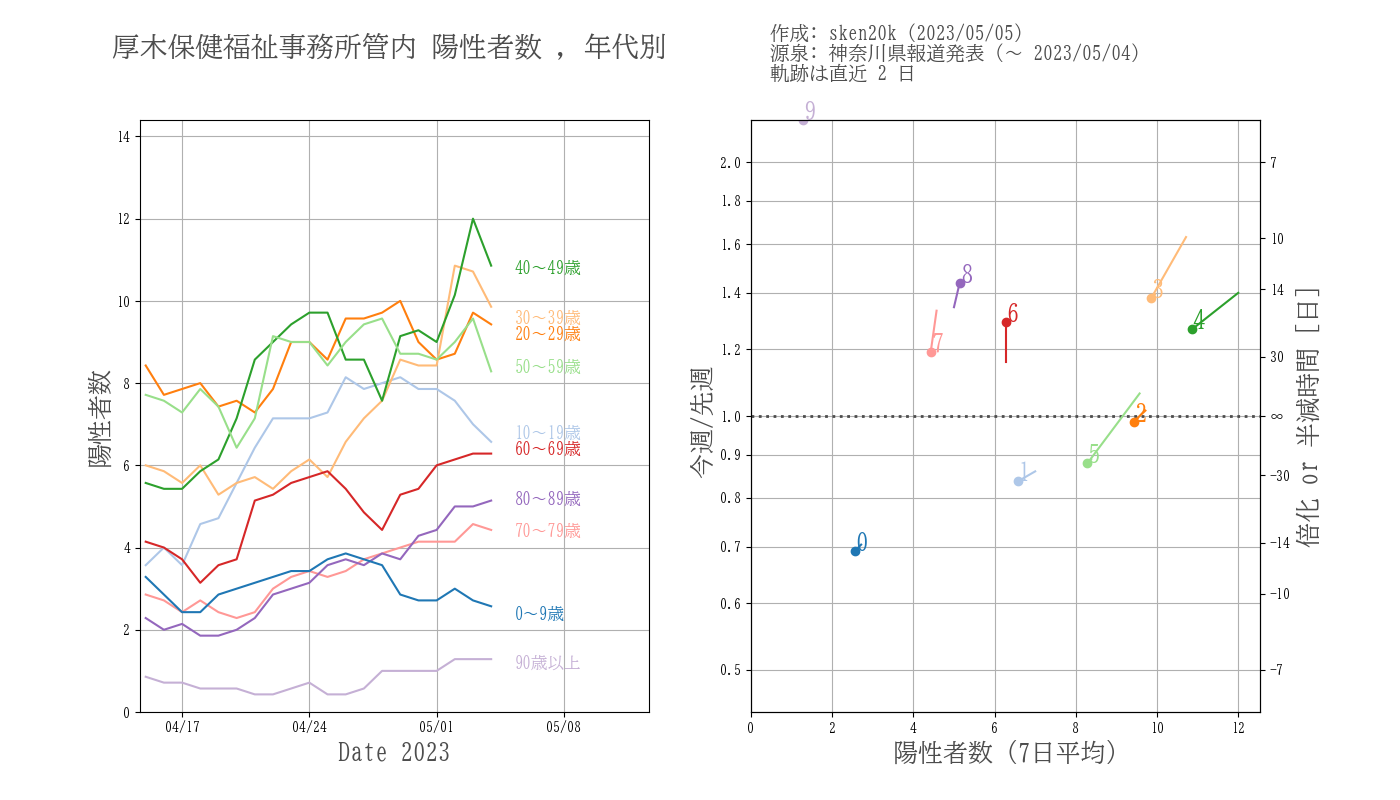 厚木保健福祉事務所管内 陽性者数 , 年代別
作成: sken20k (2023/05/05)
源泉: 神奈川県報道発表 (〜 2023/05/04)
軌跡は直近 2 日
陽性者数
14
12
10
8
6
4
2
0
04/17
04/24
05/01
05/08
Date 2023
40〜49歳
30〜39歳
20〜29歳
50〜59歳
10〜19歳
60〜69歳
80〜89歳
70〜79歳
0〜9歳
90歳以上
今週/先週
2.0
1.8
1.6
1.4
1.2
1.0
0.9
0.8
0.7
0.6
0.5
0
2
4
6
8
10
12
陽性者数 (7日平均)
9
8
3
6
4
7
2
5
1
0
7
10
14
30
∞
−30
−14
−10
−7
倍化 or 半減時間 [日]